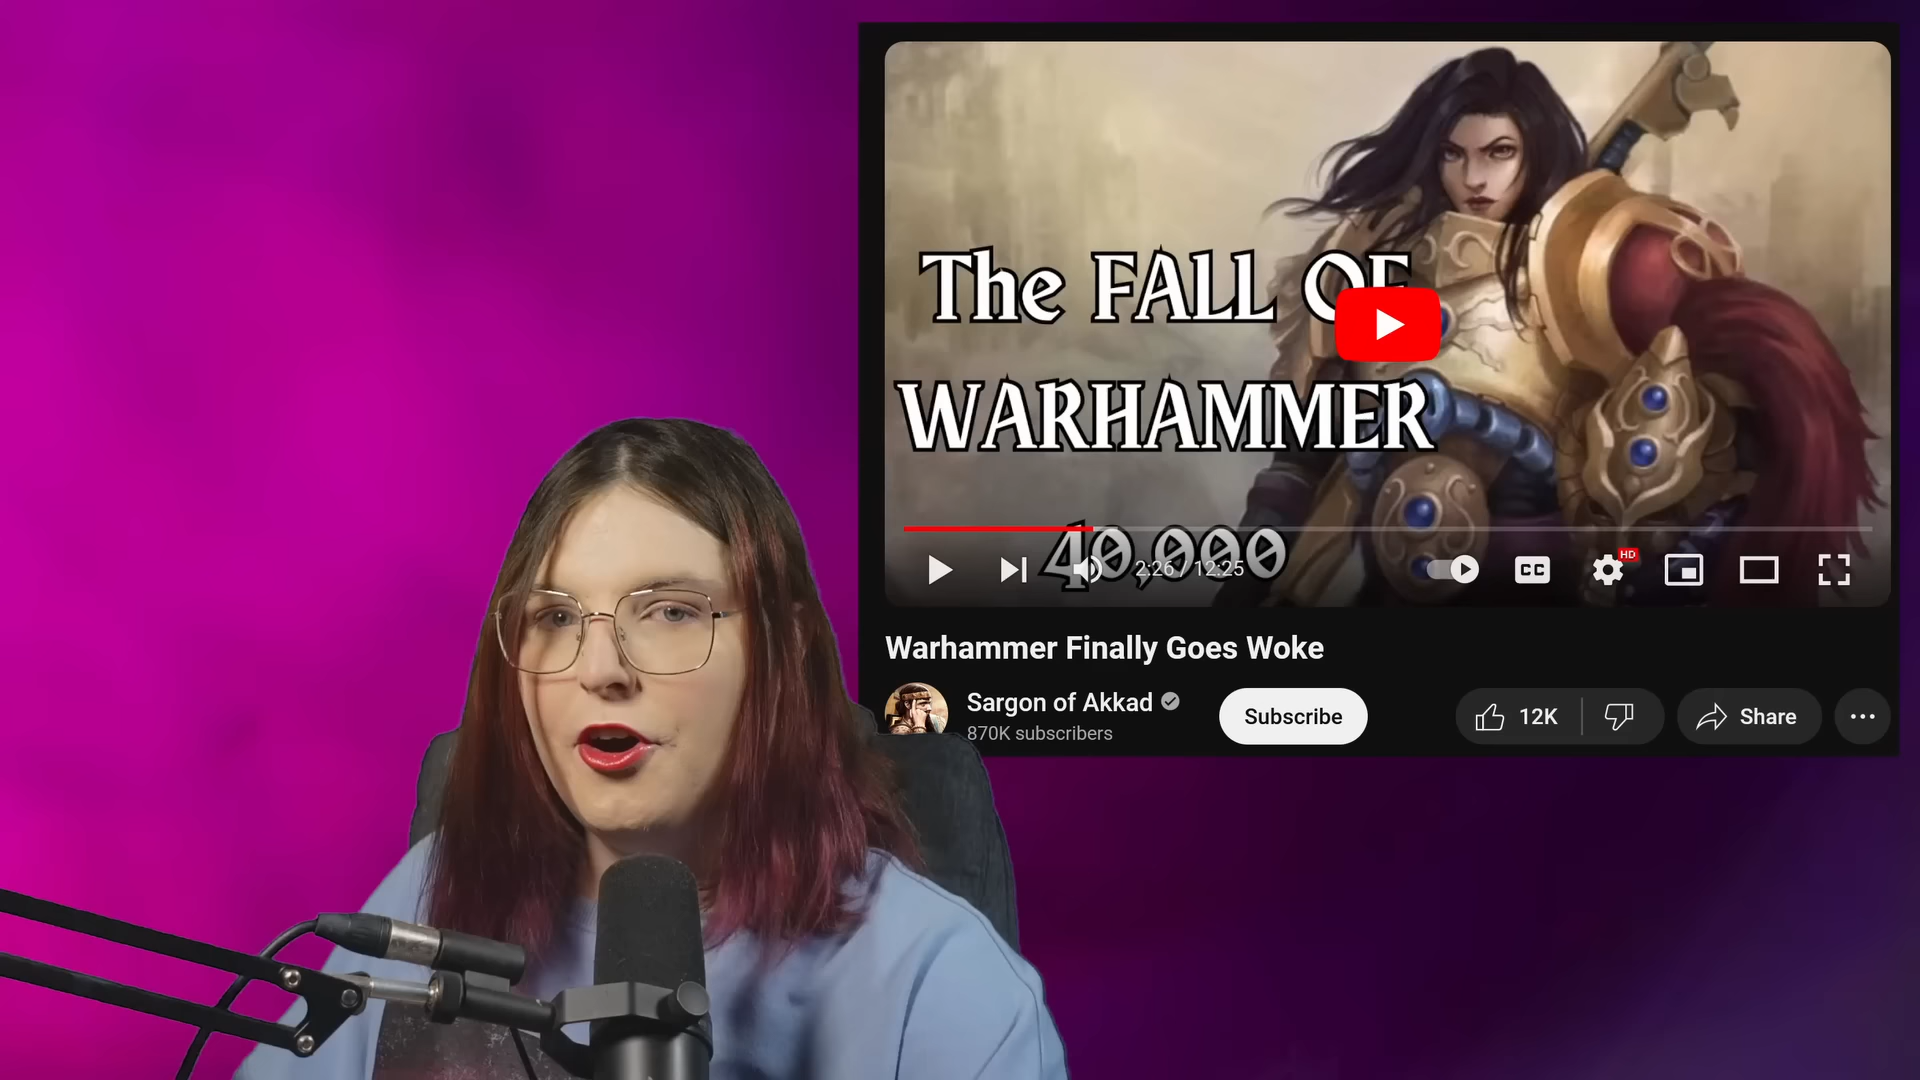 The FALL OF
WARHAMMER
40,000
2:26 / 12:25
CC
HD
Warhammer Finally Goes Woke
Sargon of Akkad
870K subscribers
Subscribe
12K
Share